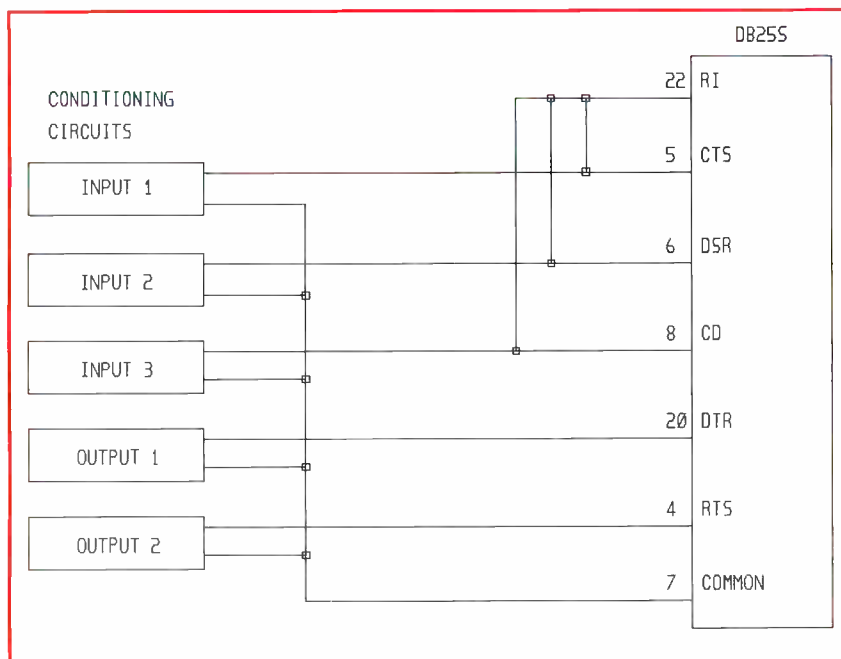 DB25S
CONDITIONING
CIRCUITS
22 RI
5 CTS
INPUT 1
6 DSR
INPUT 2
8 CD
INPUT 3
20 DTR
OUTPUT 1
4 RTS
OUTPUT 2
7 COMMON